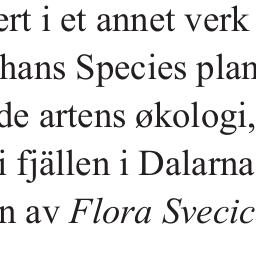 ert i et annet verk
hans Species plan
de artens økologi,
i fjällen i Dalarna
n av Flora Svecic